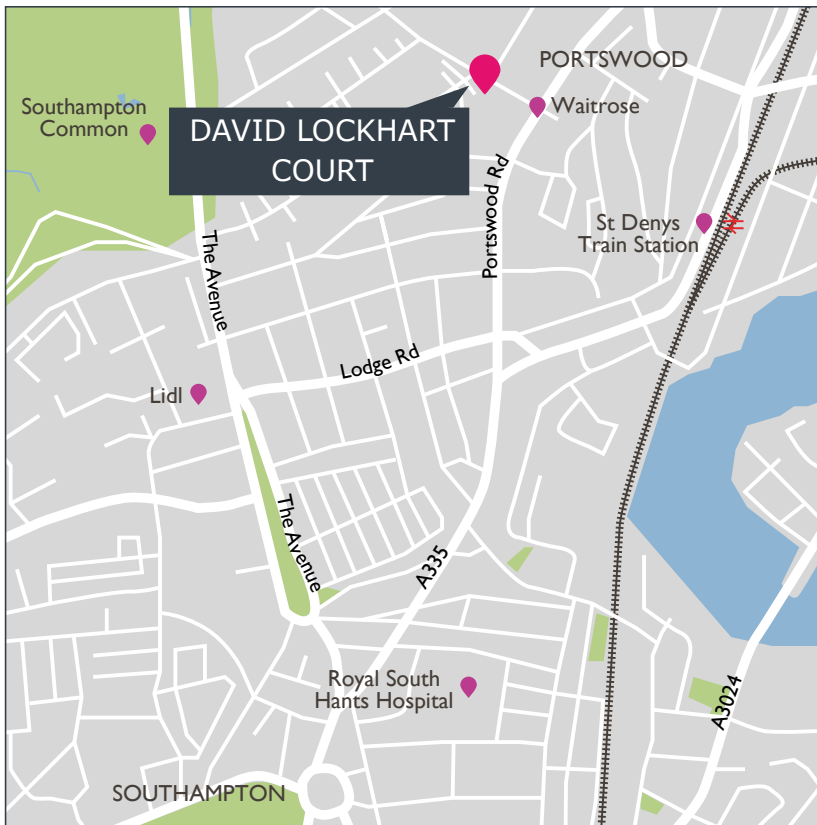 PORTSWOOD
Southampton
Common
Waitrose
DAVID LOCKHART
COURT
Portswood Rd
St Denys
Train Station
The Avenue
Lodge Rd
Lidl
The Avenue
A335
Royal South
Hants Hospital
A3024
SOUTHAMPTON